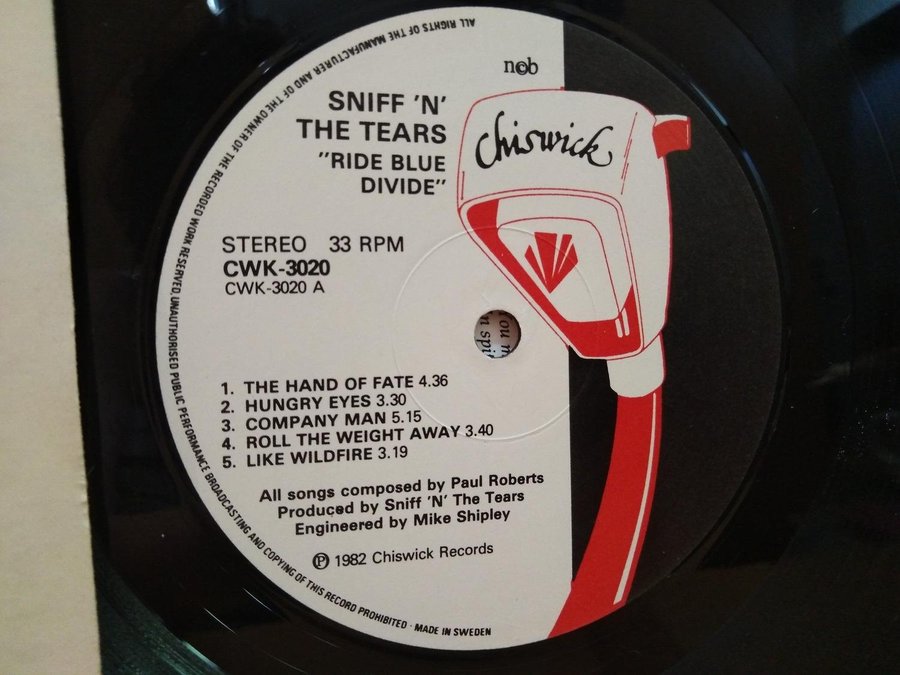 n©b
SNIFF 'N'
THE TEARS
"RIDE BLUE
DIVIDE"
Chiswick
STEREO 33 RPM
CWK-3020
CWK-3020 A
1. THE HAND OF FATE 4.36
2. HUNGRY EYES 3.30
3. COMPANY MAN 5.15
4. ROLL THE WEIGHT AWAY 3.40
5. LIKE WILDFIRE 3.19
All songs composed by Paul Roberts
Produced by Sniff 'N' The Tears
Engineered by Mike Shipley
℗ 1982 Chiswick Records
ALL RIGHTS OF THE MANUFACTURER AND OF THE OWNER OF THE RECORDED WORK RESERVED. UNAUTHORISED PUBLIC PERFORMANCE BROADCASTING AND COPYING OF THIS RECORD PROHIBITED · MADE IN SWEDEN